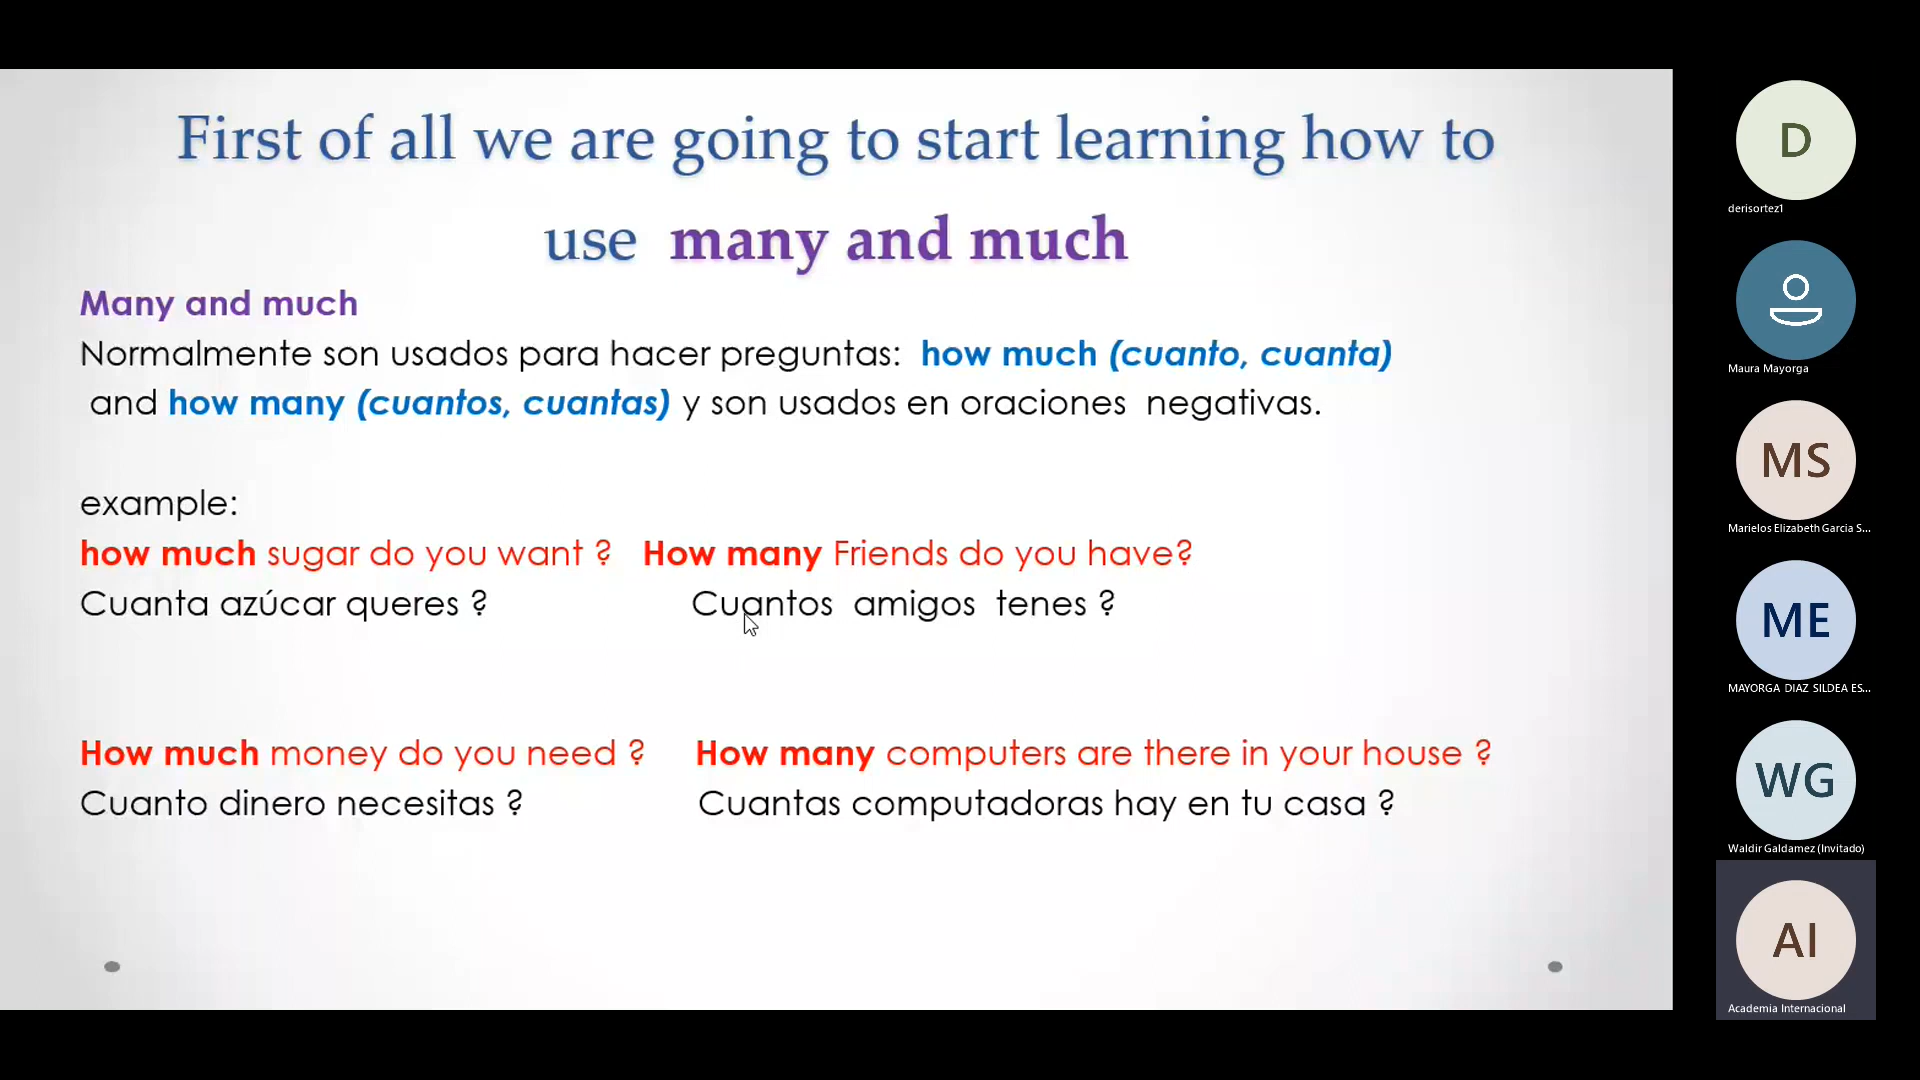 First of all we are going to start learning how to
use many and much
Many and much
Normalmente son usados para hacer preguntas: how much (cuanto, cuanta)
and how many (cuantos, cuantas) y son usados en oraciones negativas.
example:
how much sugar do you want ? How many Friends do you have?
Cuanta azúcar queres ? Cuantos amigos tenes ?
How much money do you need ? How many computers are there in your house ?
Cuanto dinero necesitas ? Cuantas computadoras hay en tu casa ?
D
derisortez1
Maura Mayorga
MS
Marielos Elizabeth Garcia S...
ME
MAYORGA DIAZ SILDEA ES...
WG
Waldir Galdamez (Invitado)
AI
Academia Internacional